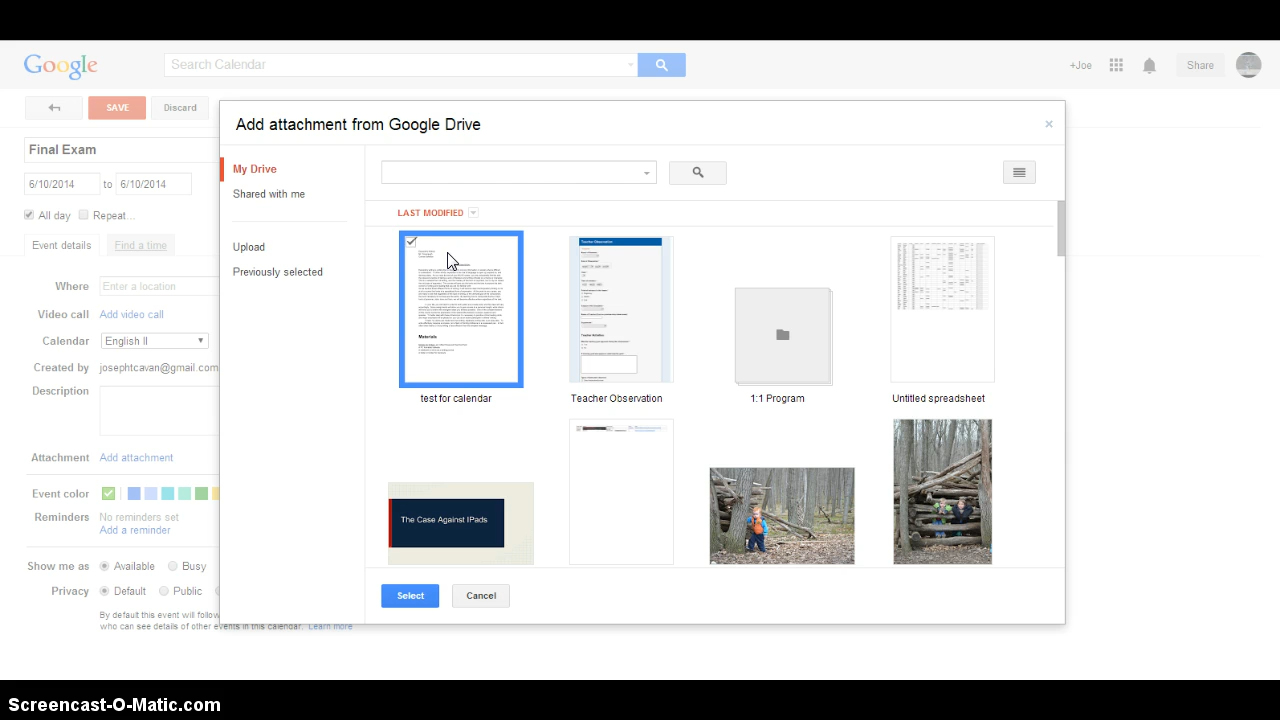 Google
Search Calendar
+Joe
Share
SAVE
Discard
Add attachment from Google Drive
×
Final Exam
6/10/2014 to 6/10/2014
All day
Repeat...
Event details
Find a time
My Drive
Shared with me
Upload
Previously selected
LAST MODIFIED
Where
Enter a location
Video call
Add video call
Calendar
English II
Created by
josephtcavan@gmail.com
Description
Attachment
Add attachment
Event color
Reminders
No reminders set
Add a reminder
Show me as
Available
Busy
Privacy
Default
Public
By default this event will follow
who can see details of other events in this calendar. Learn more
Materials
Teacher Observation
test for calendar
Teacher Observation
1:1 Program
Untitled spreadsheet
The Case Against IPads
Select
Cancel
Screencast-O-Matic.com